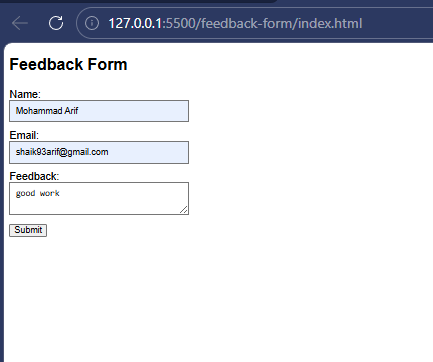 127.0.0.1:5500/feedback-form/index.html
Feedback Form
Name:
Mohammad Arif
Email:
shaik93arif@gmail.com
Feedback:
good work
Submit